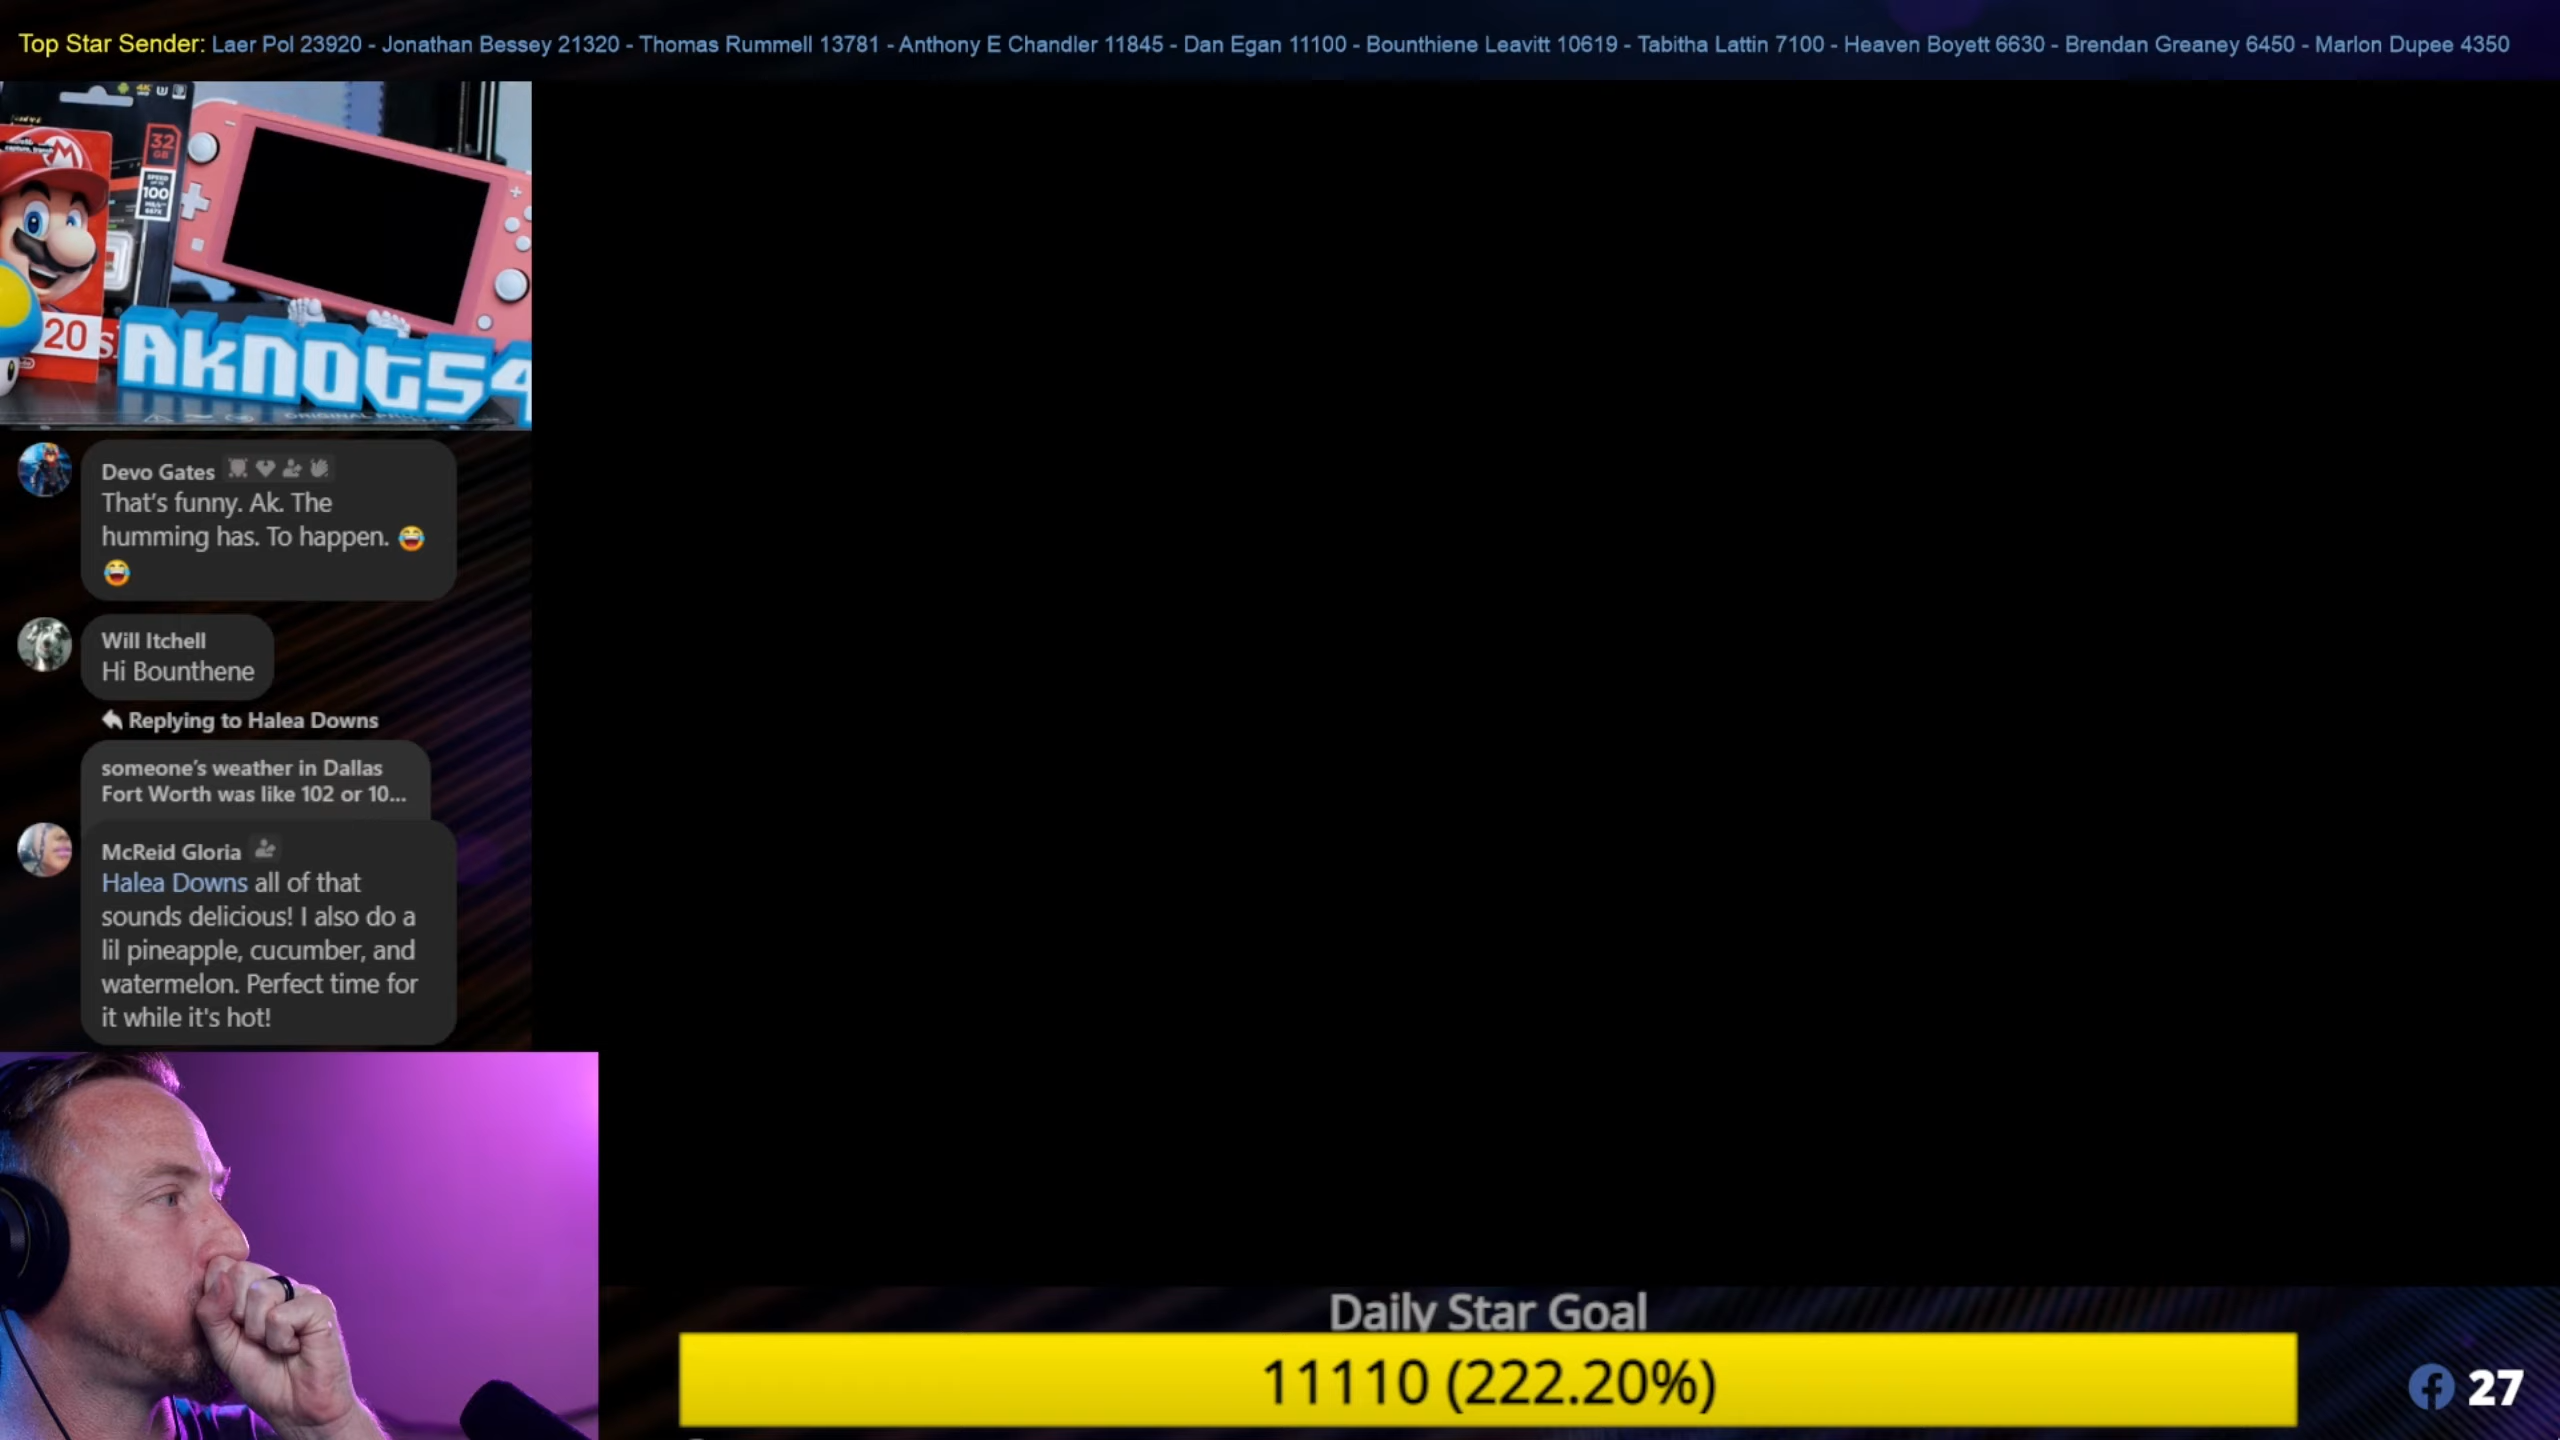 Top Star Sender: Laer Pol 23920 - Jonathan Bessey 21320 - Thomas Rummell 13781 - Anthony E Chandler 11845 - Dan Egan 11100 - Bounthiene Leavitt 10619 - Tabitha Lattin 7100 - Heaven Boyett 6630 - Brendan Greaney 6450 - Marlon Dupee 4350
4K
32
GB
SPEED
100
M
20
AKNOT54
ORIGINAL
Devo Gates
That's funny. Ak. The
humming has. To happen. 😂
😂
Will Itchell
Hi Bounthene
Replying to Halea Downs
someone's weather in Dallas
Fort Worth was like 102 or 10...
McReid Gloria
Halea Downs all of that
sounds delicious! I also do a
lil pineapple, cucumber, and
watermelon. Perfect time for
it while it's hot!
Daily Star Goal
11110 (222.20%)
27